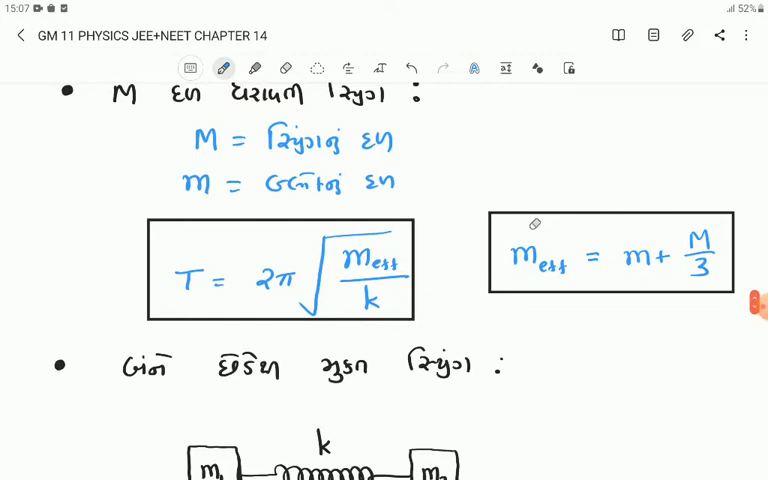 15:07 52%
GM 11 PHYSICS JEE+NEET CHAPTER 14
• M દળ ધરાવતી સ્પ્રિંગ :
M = સ્પ્રિંગનું દળ
m = બ્લોકનું દળ
T = 2π √(m_eff / k)
m_eff = m + M/3
• બંને છેડેથી મુક્ત સ્પ્રિંગ :
k
m₁ m₂